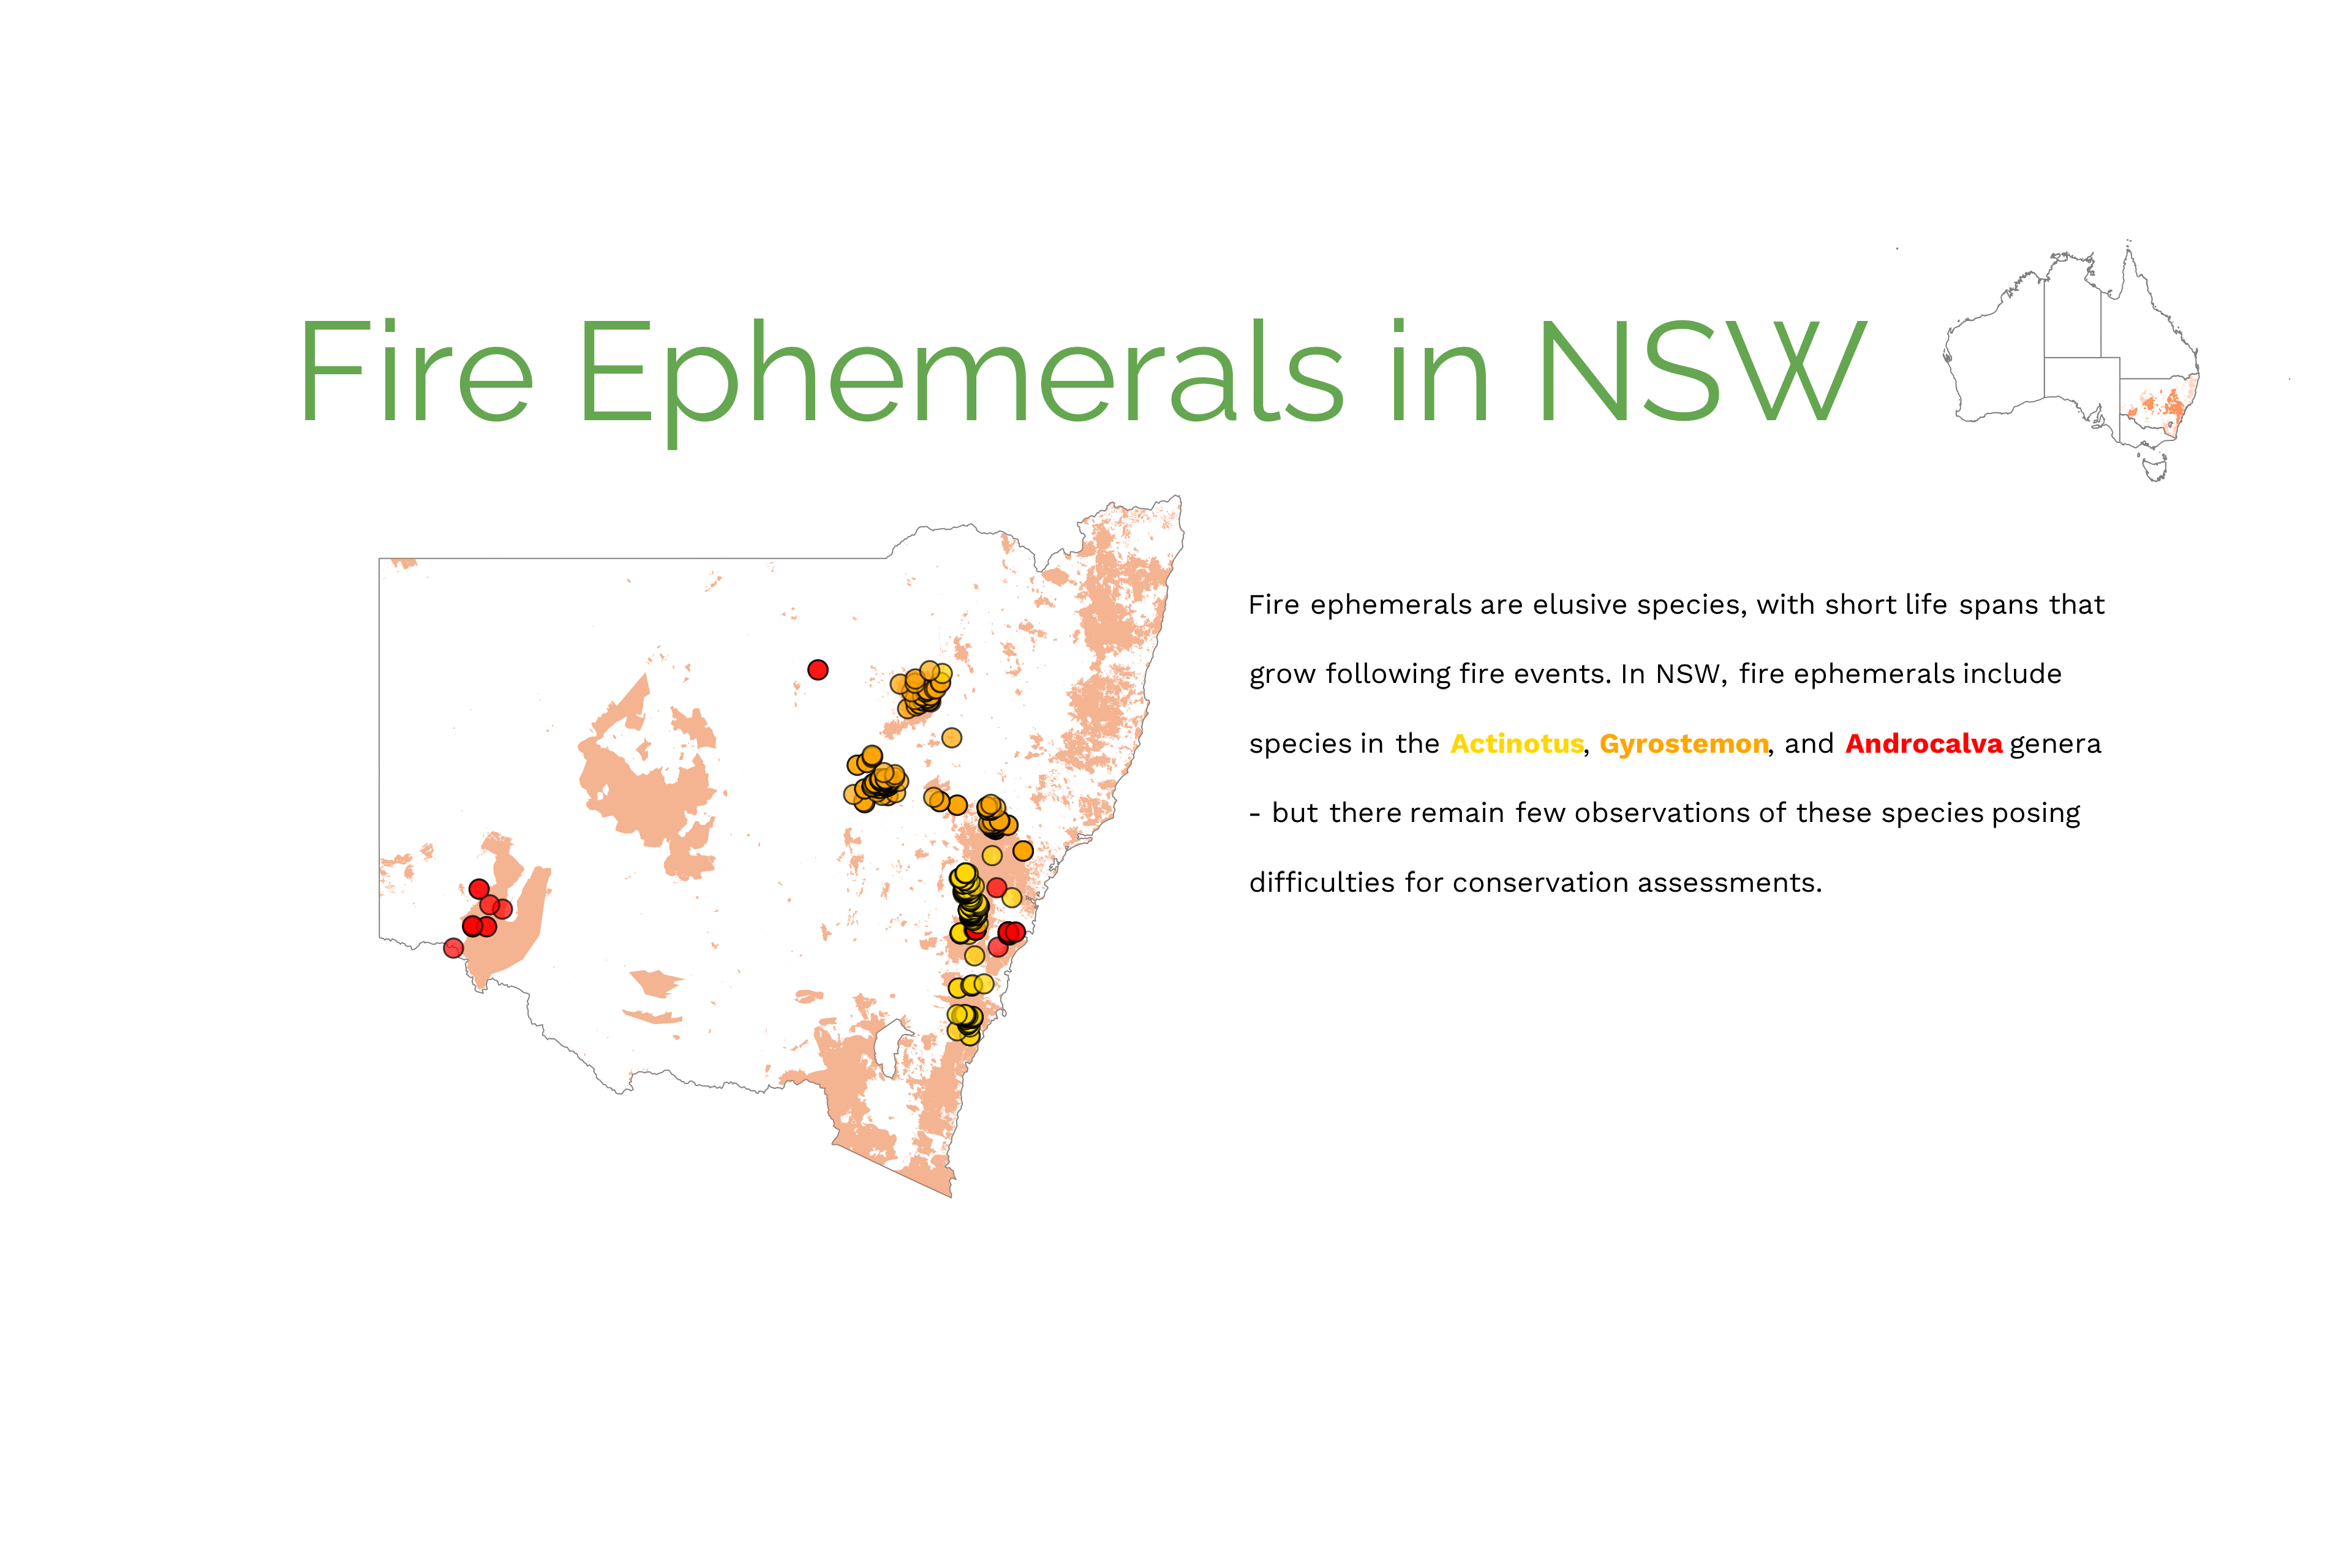 Fire Ephemerals in NSW
Fire ephemerals are elusive species, with short life spans that
grow following fire events. In NSW, fire ephemerals include
species in the Actinotus, Gyrostemon, and Androcalva genera
- but there remain few observations of these species posing
difficulties for conservation assessments.